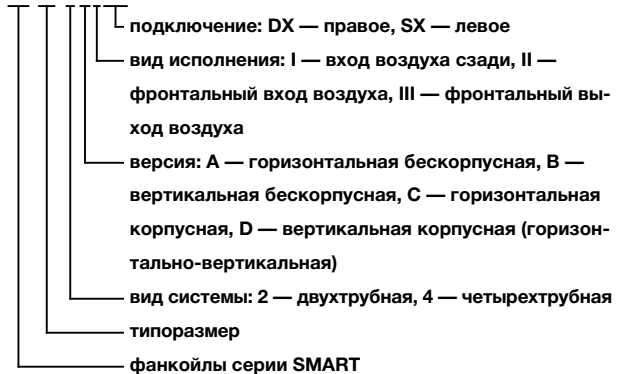 подключение: DX — правое, SX — левое
вид исполнения: I — вход воздуха сзади, II —
фронтальный вход воздуха, III — фронтальный вы-
ход воздуха
версия: A — горизонтальная бескорпусная, B —
вертикальная бескорпусная, C — горизонтальная
корпусная, D — вертикальная корпусная (горизон-
тально-вертикальная)
вид системы: 2 — двухтрубная, 4 — четырехтрубная
типоразмер
фанкойлы серии SMART